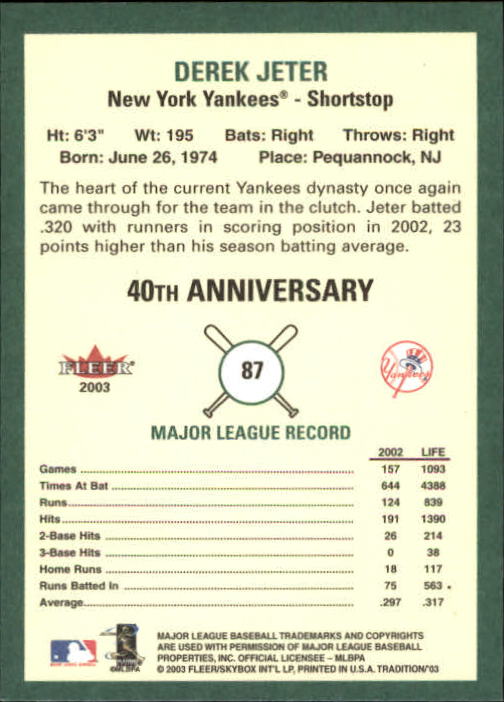 DEREK JETER
New York Yankees® - Shortstop
Ht: 6'3" Wt: 195 Bats: Right Throws: Right
Born: June 26, 1974 Place: Pequannock, NJ
The heart of the current Yankees dynasty once again
came through for the team in the clutch. Jeter batted
.320 with runners in scoring position in 2002, 23
points higher than his season batting average.
40TH ANNIVERSARY
FLEER
2003
87
Yankees
MAJOR LEAGUE RECORD
2002 LIFE
Games 157 1093
Times At Bat 644 4388
Runs 124 839
Hits 191 1390
2-Base Hits 26 214
3-Base Hits 0 38
Home Runs 18 117
Runs Batted In 75 563
Average .297 .317
©MLBPA
MAJOR LEAGUE BASEBALL TRADEMARKS AND COPYRIGHTS
ARE USED WITH PERMISSION OF MAJOR LEAGUE BASEBALL
PROPERTIES, INC. OFFICIAL LICENSEE – MLBPA
© 2003 FLEER/SKYBOX INT'L LP, PRINTED IN U.S.A. TRADITION'03